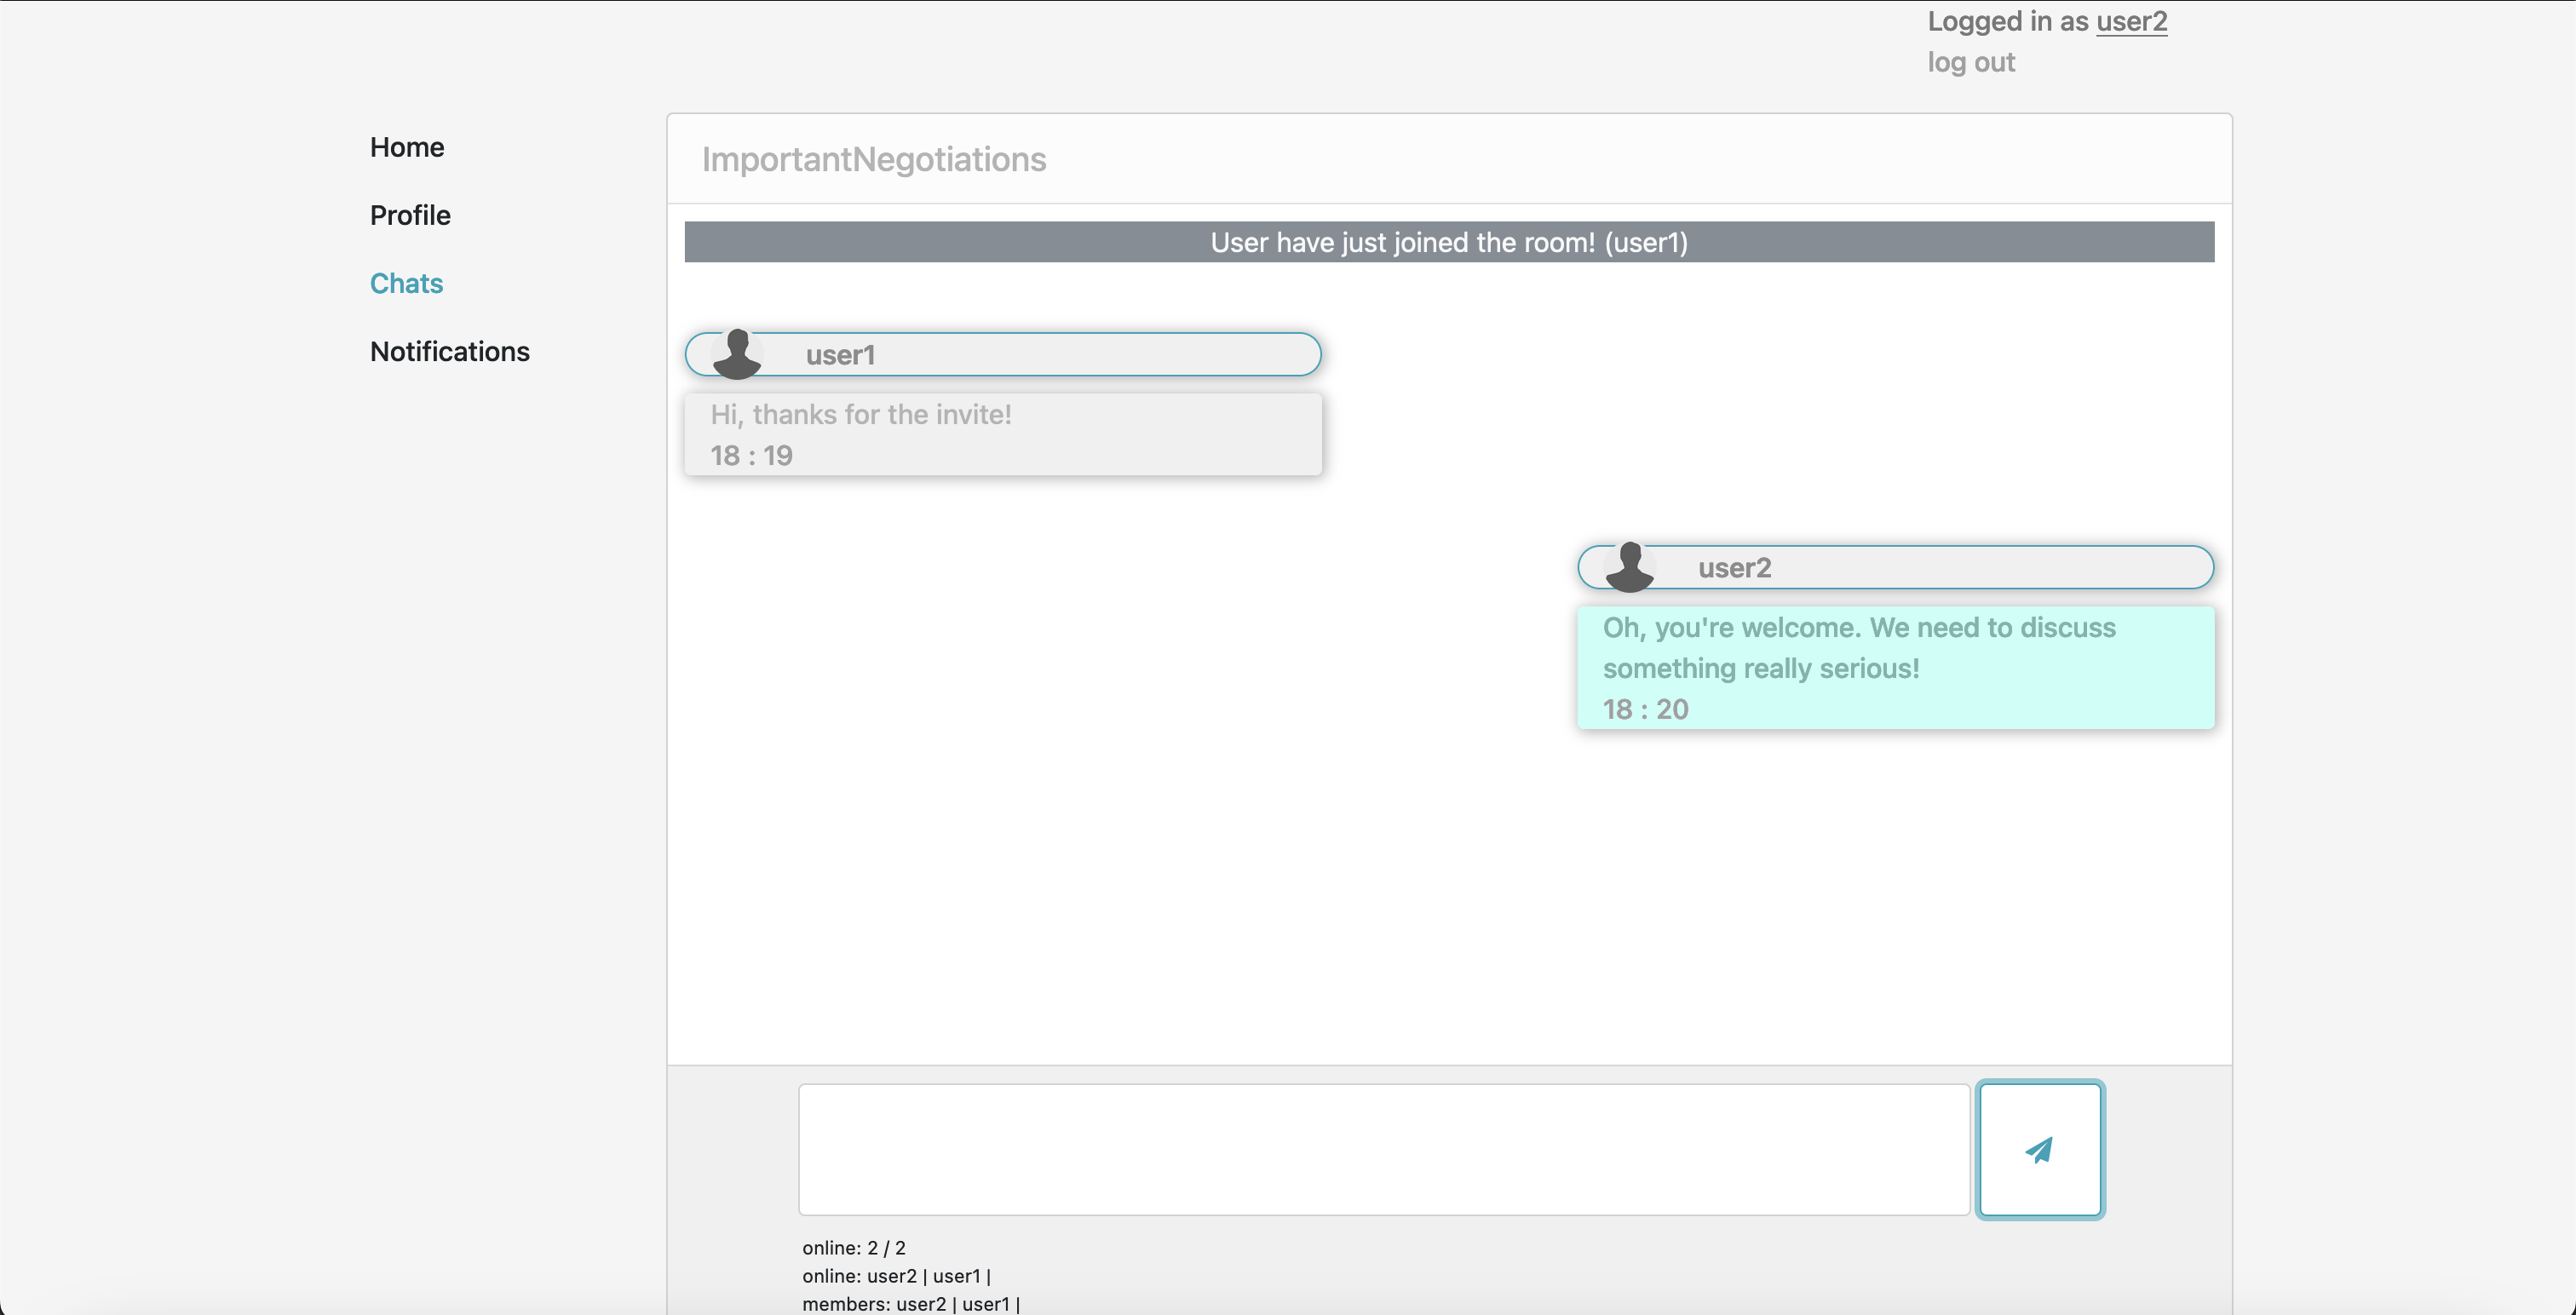 Logged in as user2
log out
Home
Profile
Chats
Notifications
ImportantNegotiations
User have just joined the room! (user1)
user1
Hi, thanks for the invite!
18 : 19
user2
Oh, you're welcome. We need to discuss
something really serious!
18 : 20
online: 2 / 2
online: user2 | user1 |
members: user2 | user1 |